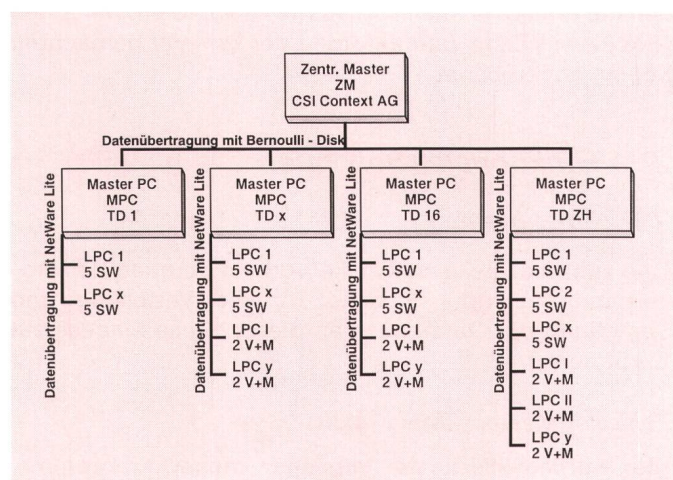 Zentr. Master
ZM
CSI Context AG
Datenübertragung mit Bernoulli - Disk
Datenübertragung mit NetWare Lite
Master PC
MPC
TD 1
LPC 1
5 SW
LPC x
5 SW
Datenübertragung mit NetWare Lite
Master PC
MPC
TD x
LPC 1
5 SW
LPC x
5 SW
LPC I
2 V+M
LPC y
2 V+M
Datenübertragung mit NetWare Lite
Master PC
MPC
TD 16
LPC 1
5 SW
LPC x
5 SW
LPC I
2 V+M
LPC y
2 V+M
Datenübertragung mit NetWare Lite
Master PC
MPC
TD ZH
LPC 1
5 SW
LPC 2
5 SW
LPC x
5 SW
LPC I
2 V+M
LPC II
2 V+M
LPC y
2 V+M